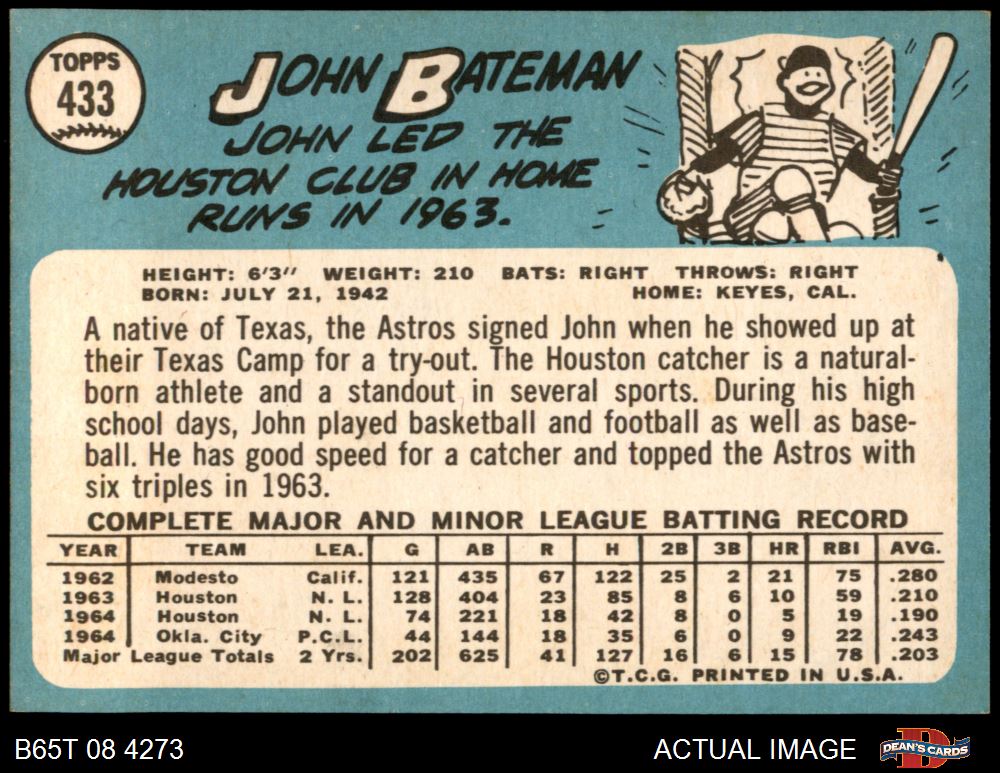 TOPPS
433
JOHN BATEMAN
JOHN LED THE
HOUSTON CLUB IN HOME
RUNS IN 1963.
HEIGHT: 6'3" WEIGHT: 210 BATS: RIGHT THROWS: RIGHT
BORN: JULY 21, 1942 HOME: KEYES, CAL.
A native of Texas, the Astros signed John when he showed up at
their Texas Camp for a try-out. The Houston catcher is a natural-
born athlete and a standout in several sports. During his high
school days, John played basketball and football as well as base-
ball. He has good speed for a catcher and topped the Astros with
six triples in 1963.
COMPLETE MAJOR AND MINOR LEAGUE BATTING RECORD
YEAR TEAM LEA. G AB R H 2B 3B HR RBI AVG.
1962 Modesto Calif. 121 435 67 122 25 2 21 75 .280
1963 Houston N. L. 128 404 23 85 8 6 10 59 .210
1964 Houston N. L. 74 221 18 42 8 0 5 19 .190
1964 Okla. City P.C.L. 44 144 18 35 6 0 9 22 .243
Major League Totals 2 Yrs. 202 625 41 127 16 6 15 78 .203
©T.C.G. PRINTED IN U.S.A.
B65T 08 4273 ACTUAL IMAGE DEAN'S CARDS